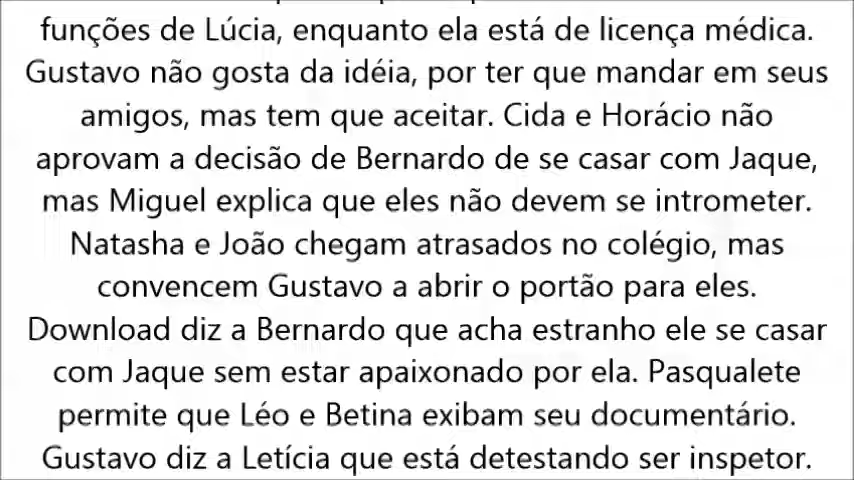 funções de Lúcia, enquanto ela está de licença médica.
Gustavo não gosta da idéia, por ter que mandar em seus
amigos, mas tem que aceitar. Cida e Horácio não
aprovam a decisão de Bernardo de se casar com Jaque,
mas Miguel explica que eles não devem se intrometer.
Natasha e João chegam atrasados no colégio, mas
convencem Gustavo a abrir o portão para eles.
Download diz a Bernardo que acha estranho ele se casar
com Jaque sem estar apaixonado por ela. Pasqualete
permite que Léo e Betina exibam seu documentário.
Gustavo diz a Letícia que está detestando ser inspetor.